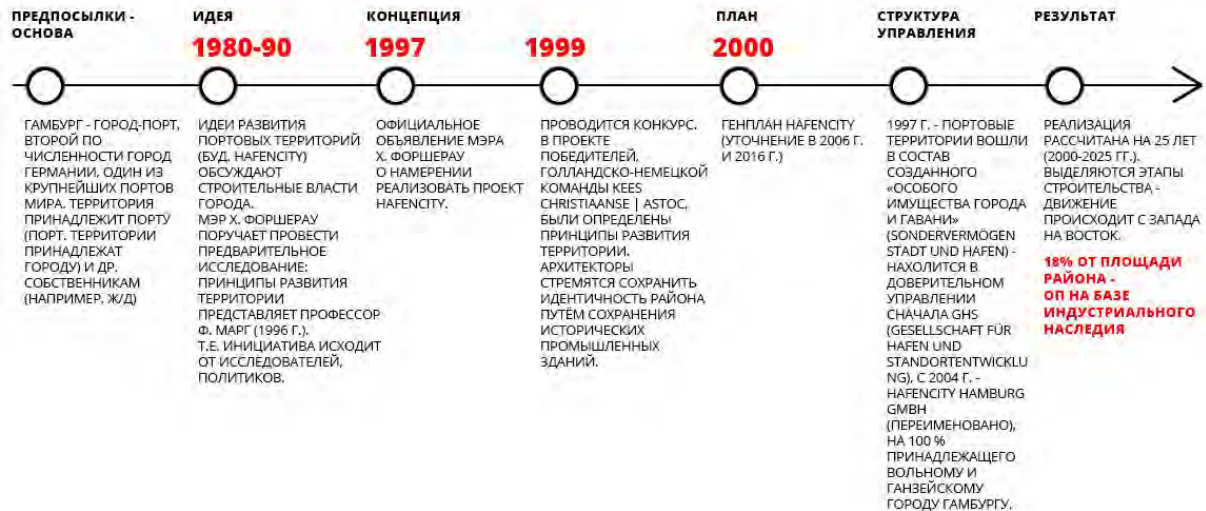 ПРЕДПОСЫЛКИ -
ОСНОВА
ГАМБУРГ - ГОРОД-ПОРТ,
ВТОРОЙ ПО
ЧИСЛЕННОСТИ ГОРОД
ГЕРМАНИИ, ОДИН ИЗ
КРУПНЕЙШИХ ПОРТОВ
МИРА. ТЕРРИТОРИЯ
ПРИНАДЛЕЖИТ ПОРТУ
(ПОРТ. ТЕРРИТОРИИ
ПРИНАДЛЕЖАТ
ГОРОДУ) И ДР.
СОБСТВЕННИКАМ
(НАПРИМЕР, Ж/Д)
ИДЕЯ
1980-90
ИДЕИ РАЗВИТИЯ
ПОРТОВЫХ ТЕРРИТОРИЙ
(БУД. HAFENCITY)
ОБСУЖДАЮТ
СТРОИТЕЛЬНЫЕ ВЛАСТИ
ГОРОДА.
МЭР Х. ФОРШЕРАУ
ПОРУЧАЕТ ПРОВЕСТИ
ПРЕДВАРИТЕЛЬНОЕ
ИССЛЕДОВАНИЕ:
ПРИНЦИПЫ РАЗВИТИЯ
ТЕРРИТОРИИ
ПРЕДСТАВЛЯЕТ ПРОФЕССОР
Ф. МАРГ (1996 Г.).
Т.Е. ИНИЦИАТИВА ИСХОДИТ
ОТ ИССЛЕДОВАТЕЛЕЙ,
ПОЛИТИКОВ.
КОНЦЕПЦИЯ
1997
ОФИЦИАЛЬНОЕ
ОБЪЯВЛЕНИЕ МЭРА
Х. ФОРШЕРАУ
О НАМЕРЕНИИ
РЕАЛИЗОВАТЬ ПРОЕКТ
HAFENCITY.
1999
ПРОВОДИТСЯ КОНКУРС.
В ПРОЕКТЕ
ПОБЕДИТЕЛЕЙ,
ГОЛЛАНДСКО-НЕМЕЦКОЙ
КОМАНДЫ KEES
CHRISTIAANSE | ASTOC,
БЫЛИ ОПРЕДЕЛЕНЫ
ПРИНЦИПЫ РАЗВИТИЯ
ТЕРРИТОРИИ.
АРХИТЕКТОРЫ
СТРЕМЯТСЯ СОХРАНИТЬ
ИДЕНТИЧНОСТЬ РАЙОНА
ПУТЁМ СОХРАНЕНИЯ
ИСТОРИЧЕСКИХ
ПРОМЫШЛЕННЫХ
ЗДАНИЙ.
ПЛАН
2000
ГЕНПЛАН HAFENCITY
(УТОЧНЕНИЕ В 2006 Г.
И 2016 Г.)
СТРУКТУРА
УПРАВЛЕНИЯ
1997 Г. - ПОРТОВЫЕ
ТЕРРИТОРИИ ВОШЛИ
В СОСТАВ
СОЗДАННОГО
«ОСОБОГО
ИМУЩЕСТВА ГОРОДА
И ГАВАНИ»
(SONDERVERMÖGEN
STADT UND HAFEN) -
НАХОЛИТСЯ В
ДОВЕРИТЕЛЬНОМ
УПРАВЛЕНИИ
СНАЧАЛА GHS
(GESELLSCHAFT FÜR
HAFEN UND
STANDORTENTWICKLU
NG), С 2004 Г. -
HAFENCITY HAMBURG
GMBH
(ПЕРЕИМЕНОВАНО),
НА 100 %
ПРИНАДЛЕЖАЩЕГО
ВОЛЬНОМУ И
ГАНЗЕЙСКОМУ
ГОРОДУ ГАМБУРГУ.
РЕЗУЛЬТАТ
РЕАЛИЗАЦИЯ
РАССЧИТАНА НА 25 ЛЕТ
(2000-2025 ГГ.).
ВЫДЕЛЯЮТСЯ ЭТАПЫ
СТРОИТЕЛЬСТВА -
ДВИЖЕНИЕ
ПРОИСХОДИТ С ЗАПАДА
НА ВОСТОК.
18% ОТ ПЛОЩАДИ
РАЙОНА -
ОП НА БАЗЕ
ИНДУСТРИАЛЬНОГО
НАСЛЕДИЯ